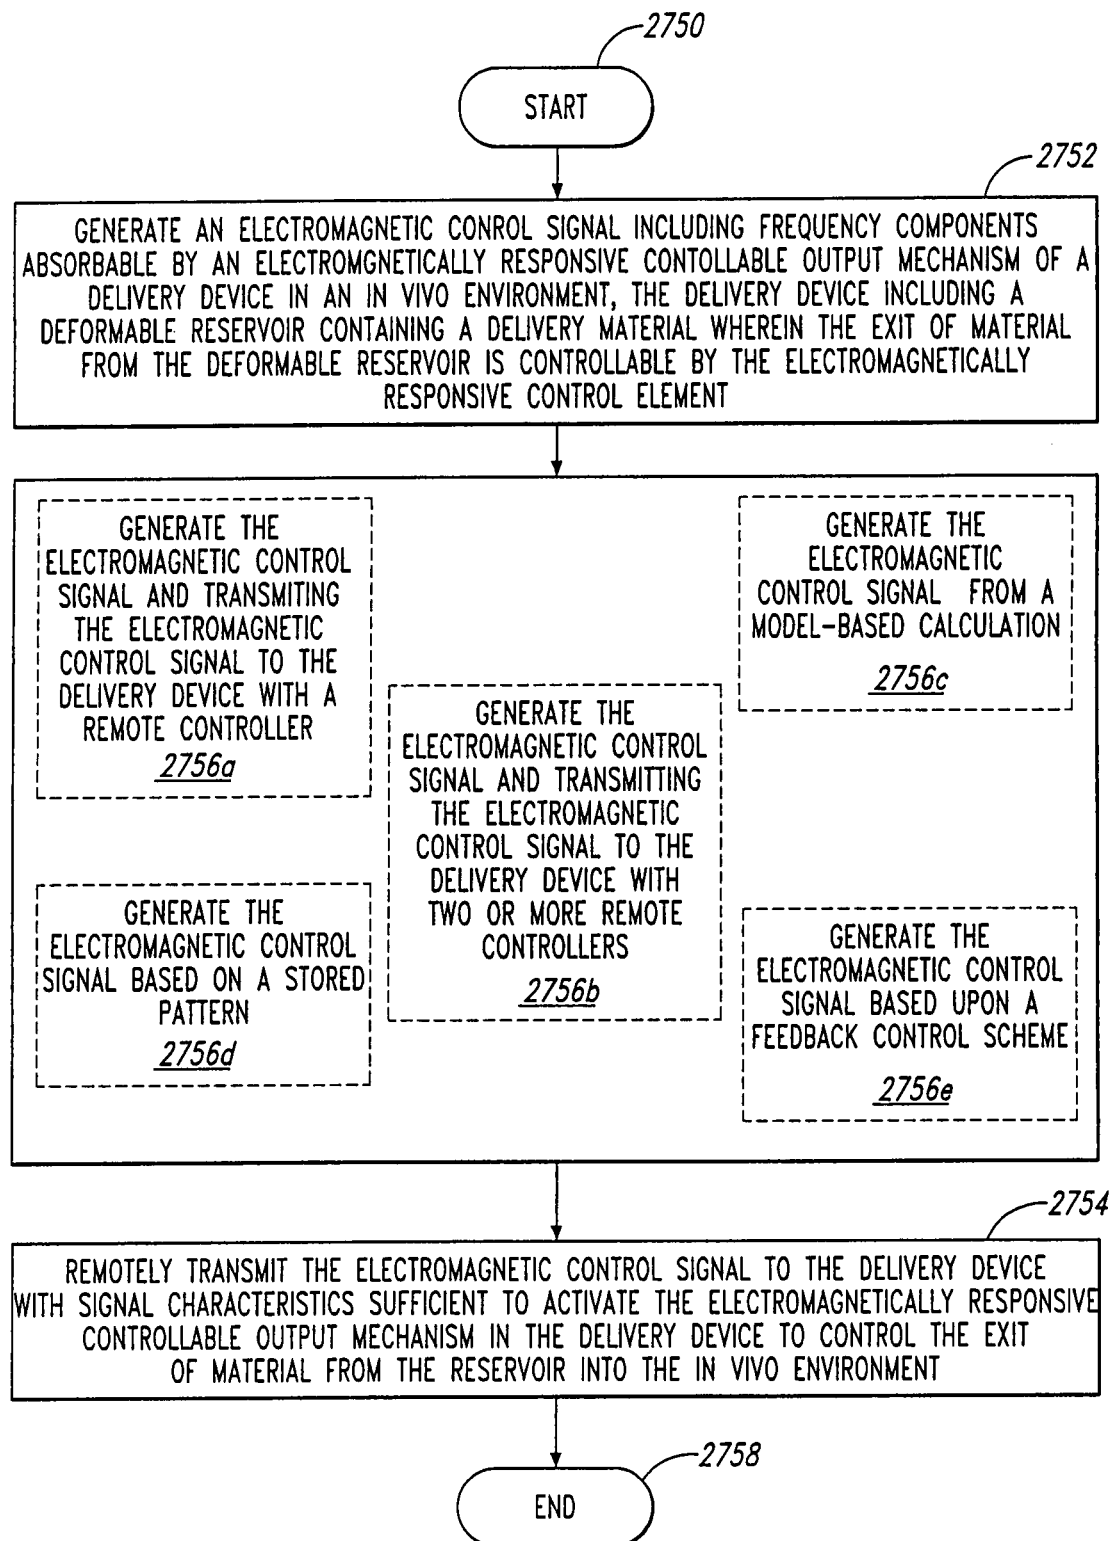 2750
START
2752
GENERATE AN ELECTROMAGNETIC CONROL SIGNAL INCLUDING FREQUENCY COMPONENTS
ABSORBABLE BY AN ELECTROMGNETICALLY RESPONSIVE CONTOLLABLE OUTPUT MECHANISM OF A
DELIVERY DEVICE IN AN IN VIVO ENVIRONMENT, THE DELIVERY DEVICE INCLUDING A
DEFORMABLE RESERVOIR CONTAINING A DELIVERY MATERIAL WHEREIN THE EXIT OF MATERIAL
FROM THE DEFORMABLE RESERVOIR IS CONTROLLABLE BY THE ELECTROMAGNETICALLY
RESPONSIVE CONTROL ELEMENT
GENERATE THE
ELECTROMAGNETIC CONTROL
SIGNAL AND TRANSMITING
THE ELECTROMAGNETIC
CONTROL SIGNAL TO THE
DELIVERY DEVICE WITH A
REMOTE CONTROLLER
2756a
GENERATE THE
ELECTROMAGNETIC CONTROL
SIGNAL AND TRANSMITTING
THE ELECTROMAGNETIC
CONTROL SIGNAL TO THE
DELIVERY DEVICE WITH
TWO OR MORE REMOTE
CONTROLLERS
2756b
GENERATE THE
ELECTROMAGNETIC
CONTROL SIGNAL FROM A
MODEL-BASED CALCULATION
2756c
GENERATE THE
ELECTROMAGNETIC CONTROL
SIGNAL BASED ON A STORED
PATTERN
2756d
GENERATE THE
ELECTROMAGNETIC CONTROL
SIGNAL BASED UPON A
FEEDBACK CONTROL SCHEME
2756e
2754
REMOTELY TRANSMIT THE ELECTROMAGNETIC CONTROL SIGNAL TO THE DELIVERY DEVICE
WITH SIGNAL CHARACTERISTICS SUFFICIENT TO ACTIVATE THE ELECTROMAGNETICALLY RESPONSIVE
CONTROLLABLE OUTPUT MECHANISM IN THE DELIVERY DEVICE TO CONTROL THE EXIT
OF MATERIAL FROM THE RESERVOIR INTO THE IN VIVO ENVIRONMENT
2758
END